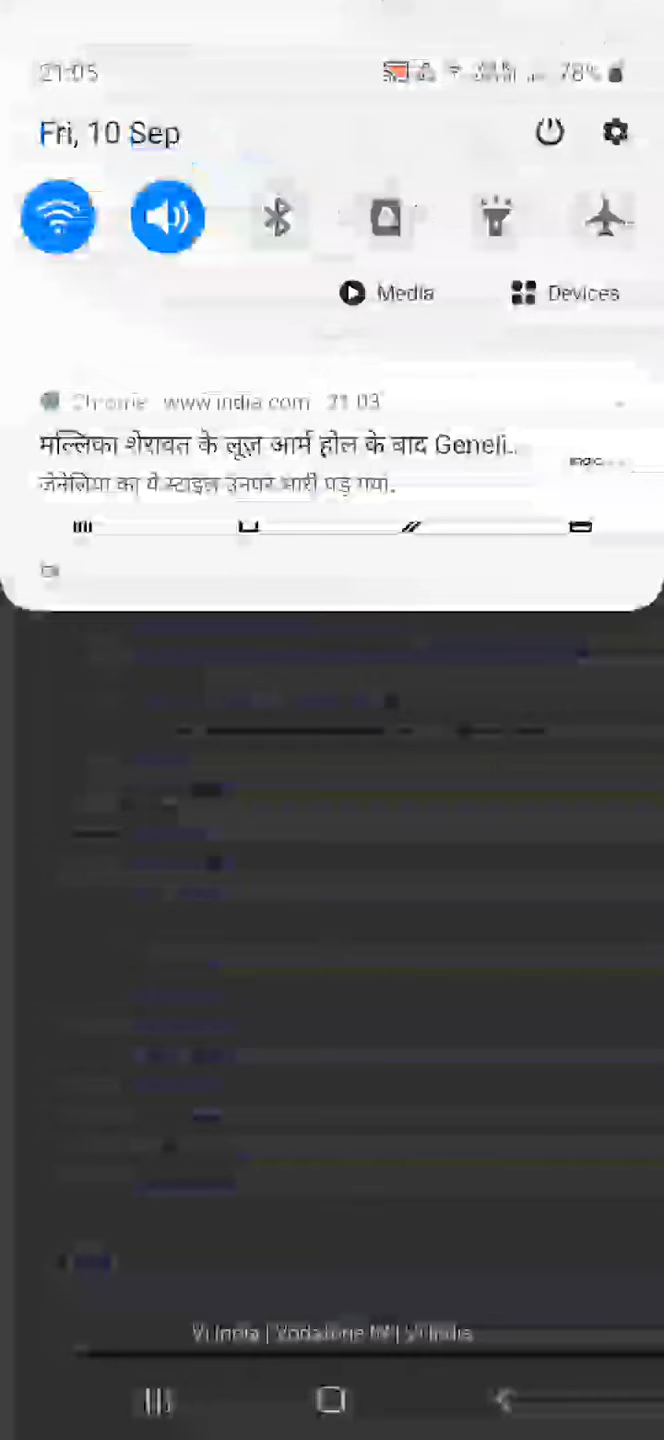 21:05
78%
Fri, 10 Sep
Media
Devices
Chrome www.india.com 21:03
मल्लिका शेरावत के लूज़ आर्म होल के बाद Geneli..
जेनेलिया का ये स्टाइल उनपर भारी पड़ गया.
Vi India | Vodafone IN | Vi India